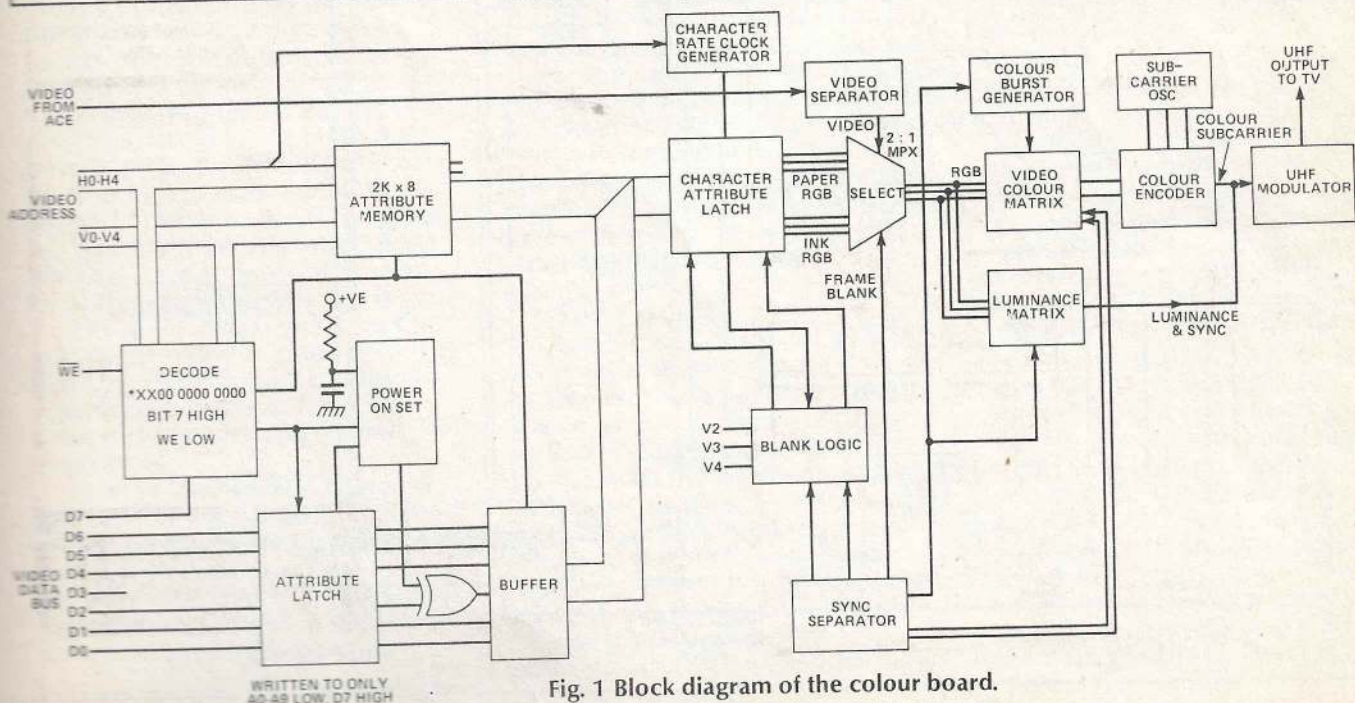 CHARACTER
RATE CLOCK
GENERATOR
VIDEO
FROM
ACE
VIDEO
SEPARATOR
VIDEO
COLOUR
BURST
GENERATOR
SUB-
CARRIER
OSC
UHF
OUTPUT
TO TV
COLOUR
SUBCARRIER
H0-H4
VIDEO
ADDRESS
V0-V4
2K x 8
ATTRIBUTE
MEMORY
CHARACTER
ATTRIBUTE
LATCH
PAPER
RGB
INK
RGB
2 : 1
MPX
SELECT
RGB
VIDEO
COLOUR
MATRIX
COLOUR
ENCODER
UHF
MODULATOR
FRAME
BLANK
LUMINANCE
MATRIX
LUMINANCE
& SYNC
+VE
WE
DECODE
*XX00 0000 0000
BIT 7 HIGH
WE LOW
POWER
ON SET
V2
V3
V4
BLANK LOGIC
D7
D6
D5
D4
D3
D2
D1
D0
VIDEO
DATA
BUS
ATTRIBUTE
LATCH
BUFFER
SYNC
SEPARATOR
WRITTEN TO ONLY
A0-A9 LOW, D7 HIGH
Fig. 1 Block diagram of the colour board.